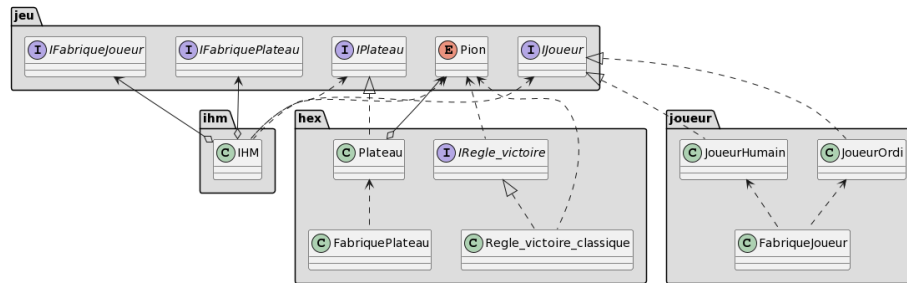 jeu
I IFabriqueJoueur
I IFabriquePlateau
I IPlateau
E Pion
I IJoueur
ihm
C IHM
hex
C Plateau
I IRegle_victoire
C FabriquePlateau
C Regle_victoire_classique
joueur
C JoueurHumain
C JoueurOrdi
C FabriqueJoueur